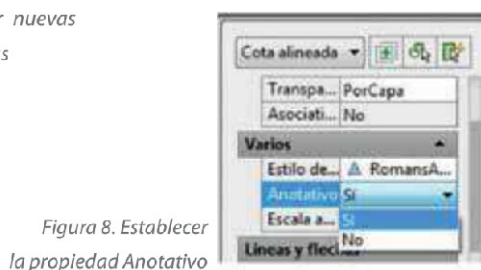 r nuevas
s
Cota alineada
Transpa... PorCapa
Asociati... No
Varios
Estilo de... RomansA...
Anotativo Sí
Escala a... Sí
No
Líneas y flechas
Figura 8. Establecer
la propiedad Anotativo